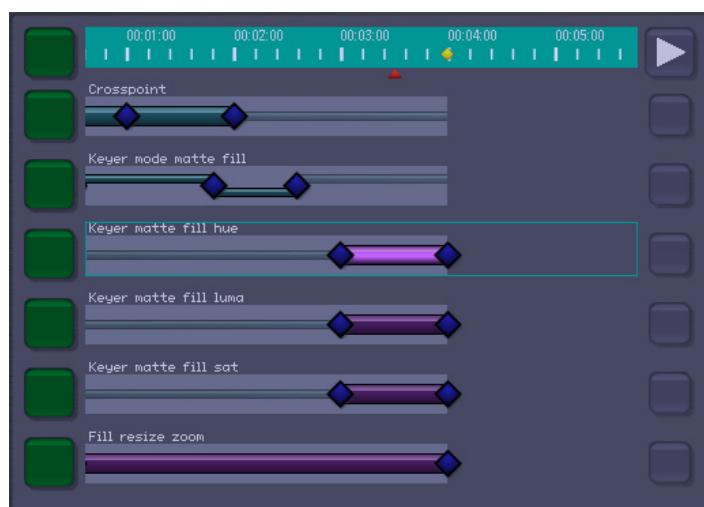 00:01:00 00:02:00 00:03:00 00:04:00 00:05:00
Crosspoint
Keyer mode matte fill
Keyer matte fill hue
Keyer matte fill luma
Keyer matte fill sat
Fill resize zoom